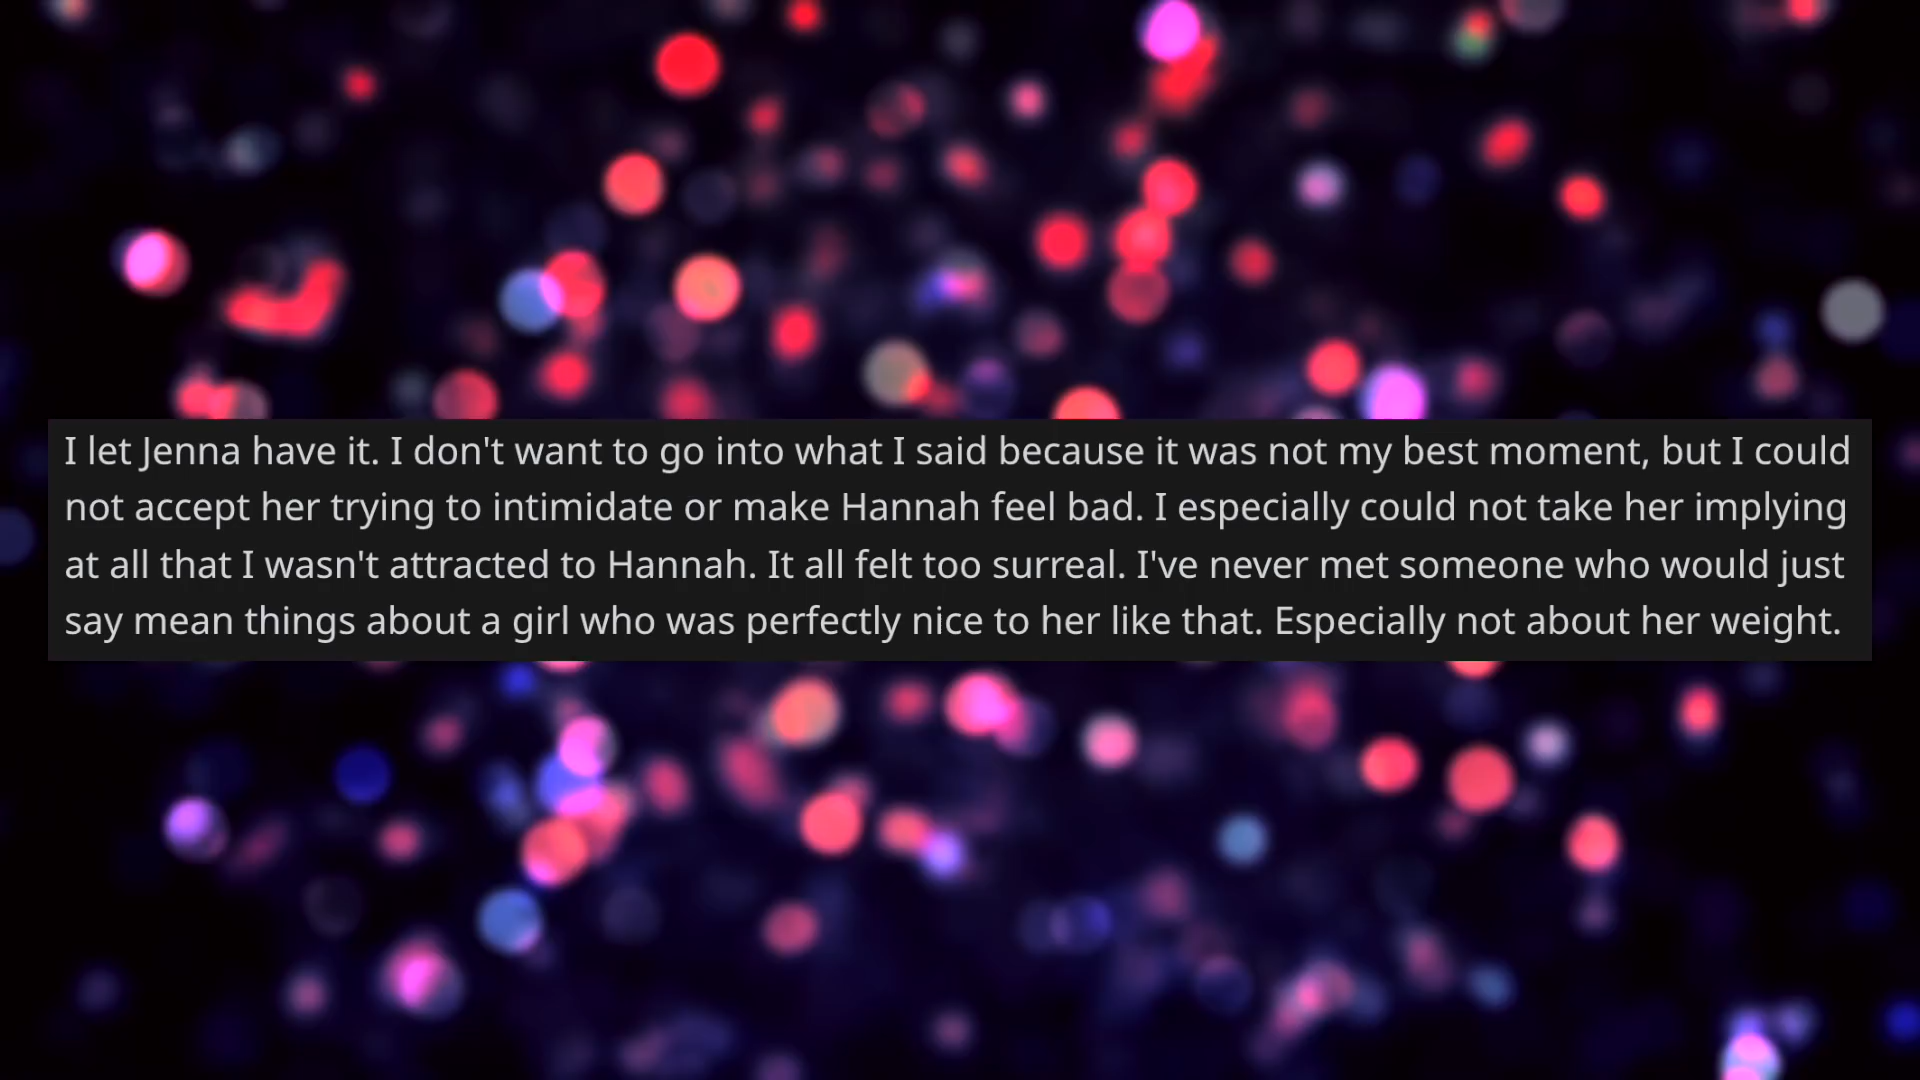 I let Jenna have it. I don't want to go into what I said because it was not my best moment, but I could
not accept her trying to intimidate or make Hannah feel bad. I especially could not take her implying
at all that I wasn't attracted to Hannah. It all felt too surreal. I've never met someone who would just
say mean things about a girl who was perfectly nice to her like that. Especially not about her weight.